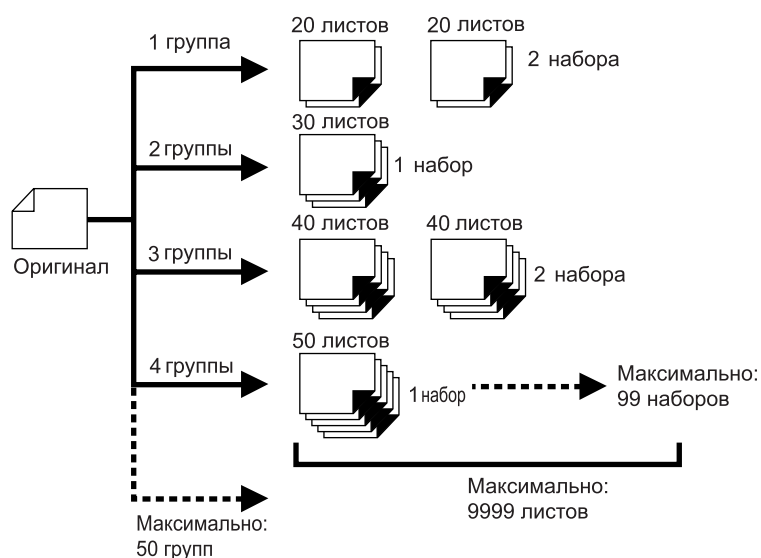 20 листов
20 листов
1 группа
2 набора
30 листов
2 группы
1 набор
40 листов
40 листов
3 группы
Оригинал
2 набора
50 листов
4 группы
1 набор
Максимально:
99 наборов
Максимально:
9999 листов
Максимально:
50 групп